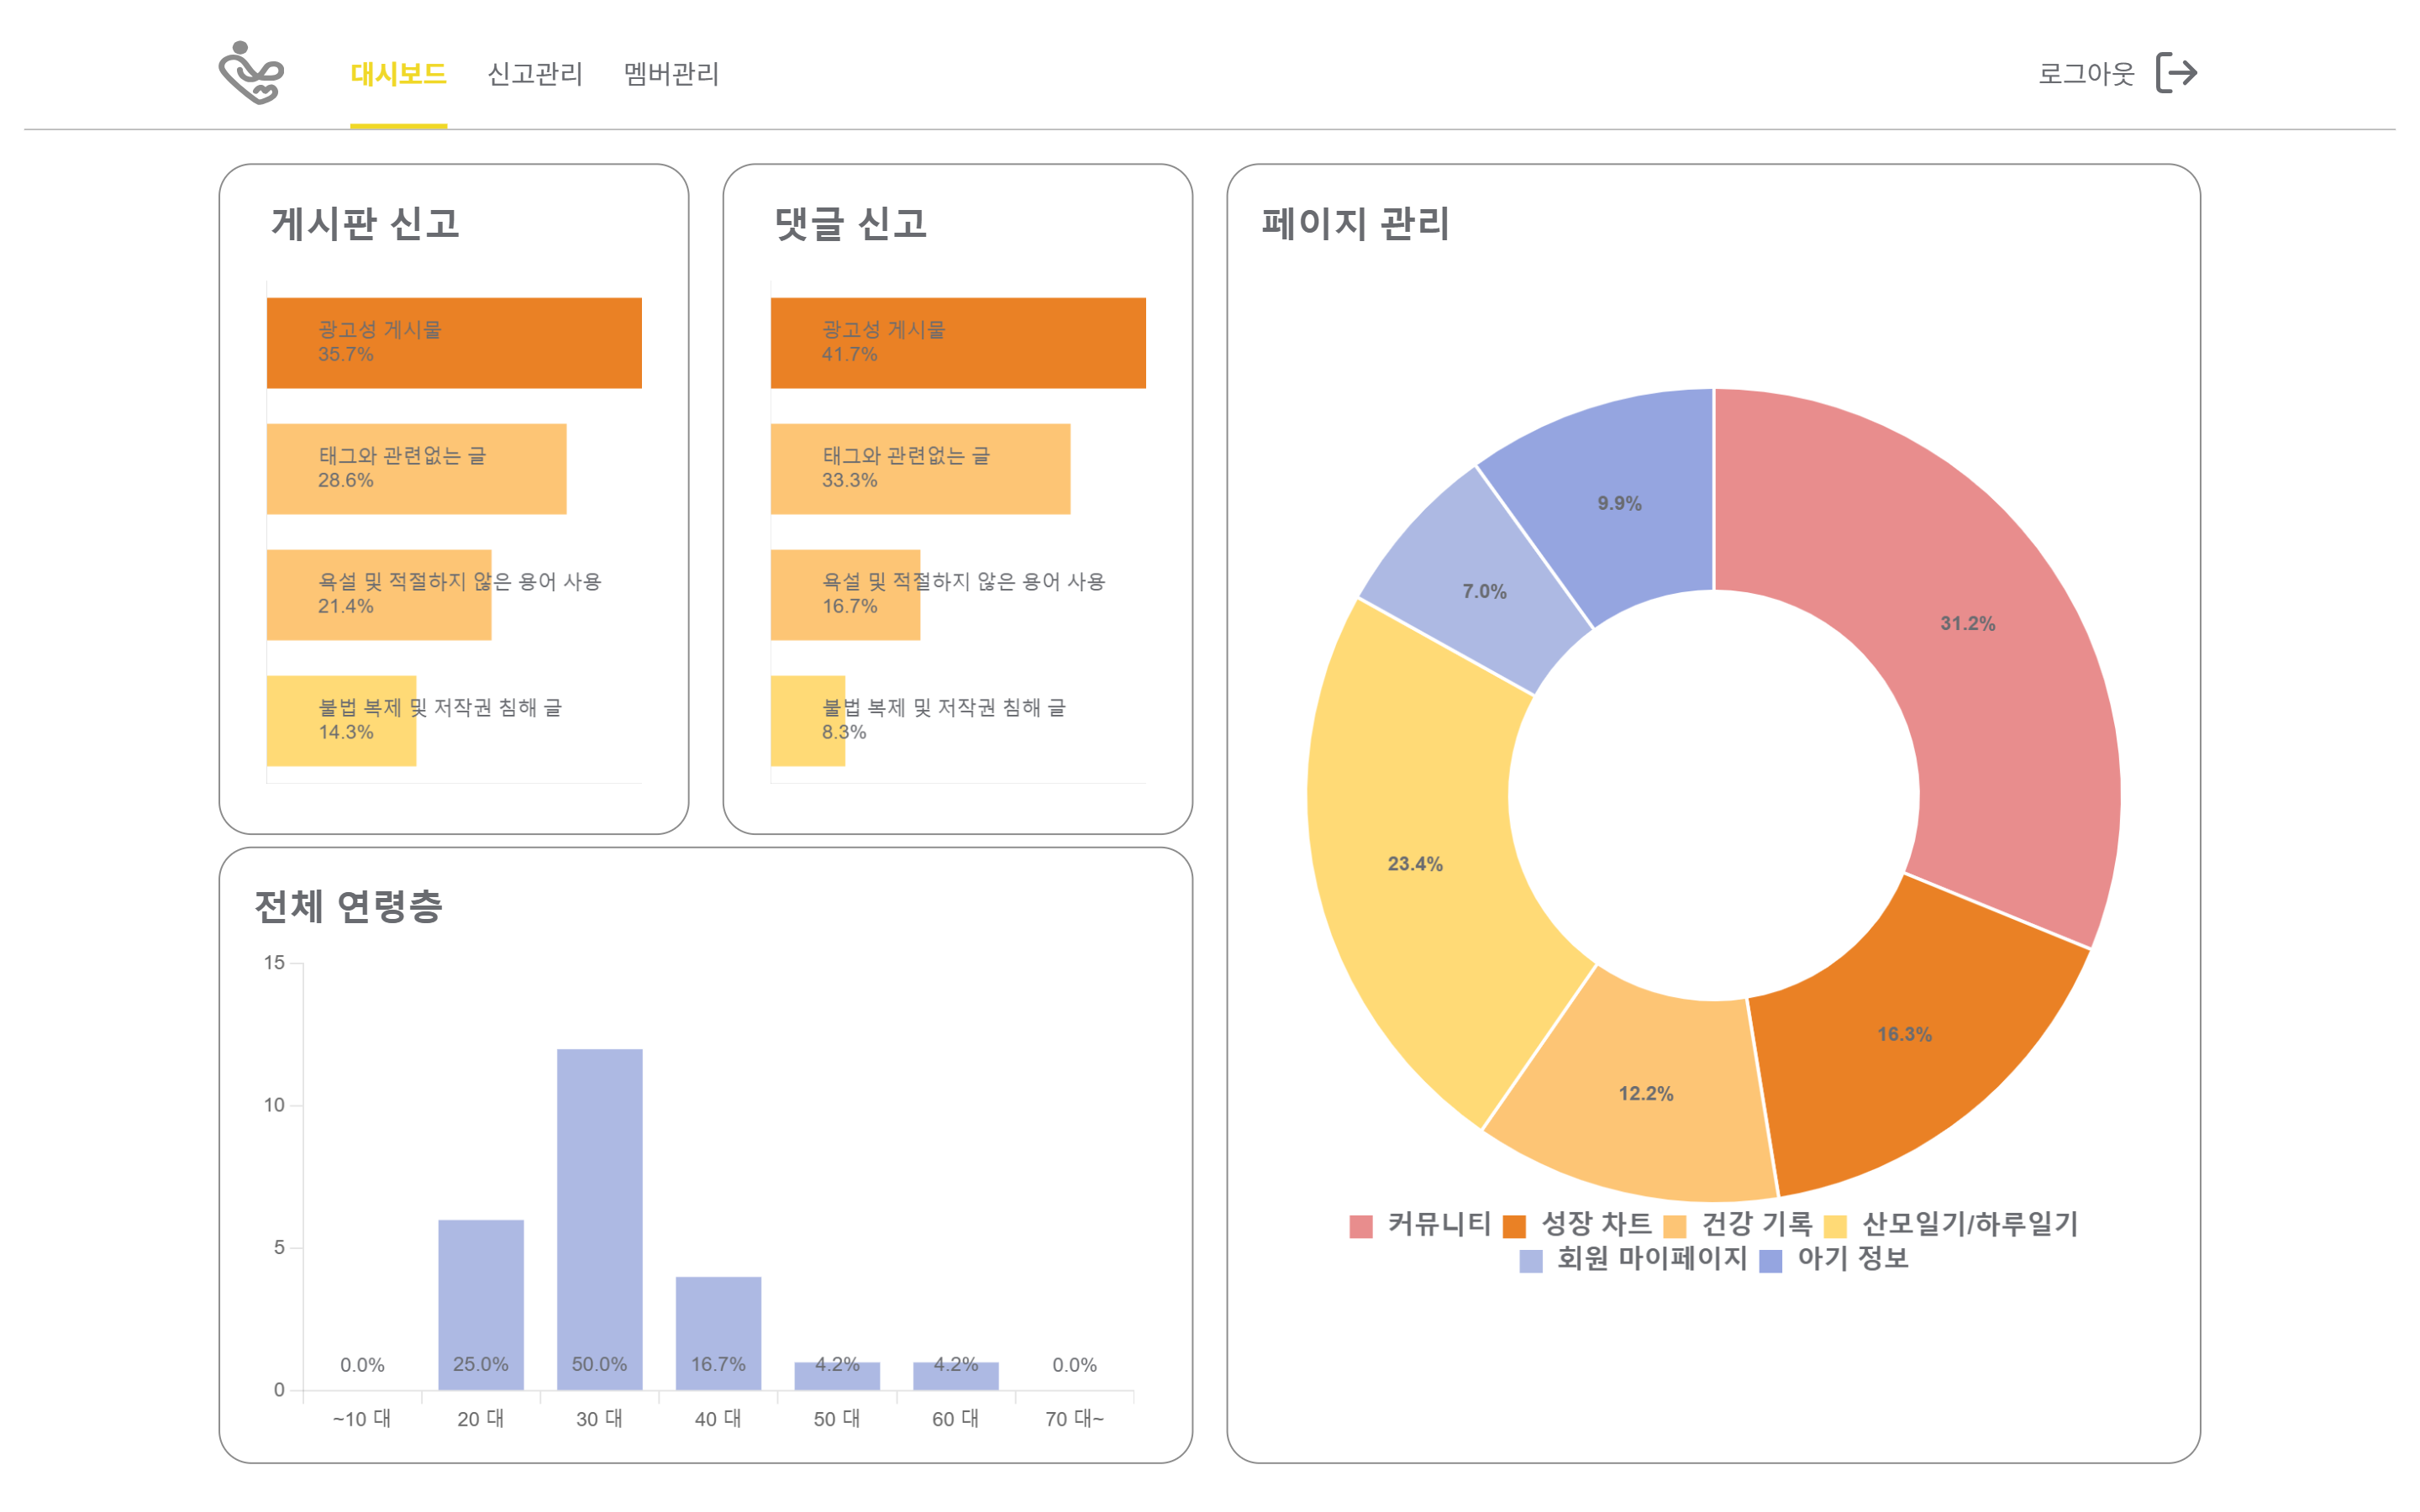 대시보드 신고관리 멤버관리 로그아웃
게시판 신고
광고성 게시물
35.7%
태그와 관련없는 글
28.6%
욕설 및 적절하지 않은 용어 사용
21.4%
불법 복제 및 저작권 침해 글
14.3%
댓글 신고
광고성 게시물
41.7%
태그와 관련없는 글
33.3%
욕설 및 적절하지 않은 용어 사용
16.7%
불법 복제 및 저작권 침해 글
8.3%
페이지 관리
9.9%
7.0%
31.2%
23.4%
16.3%
12.2%
커뮤니티 성장 차트 건강 기록 산모일기/하루일기
회원 마이페이지 아기 정보
전체 연령층
15
10
5
0
0.0% 25.0% 50.0% 16.7% 4.2% 4.2% 0.0%
~10 대 20 대 30 대 40 대 50 대 60 대 70 대~